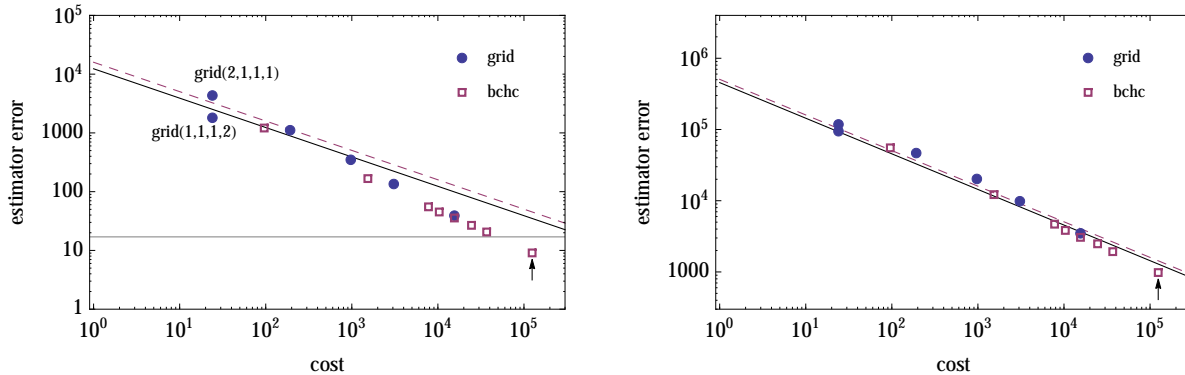 10^5
10^4
1000
100
10
1
estimator error
grid(2,1,1,1)
grid(1,1,1,2)
grid
bchc
10^0 10^1 10^2 10^3 10^4 10^5
cost
10^6
10^5
10^4
1000
estimator error
grid
bchc
10^0 10^1 10^2 10^3 10^4 10^5
cost